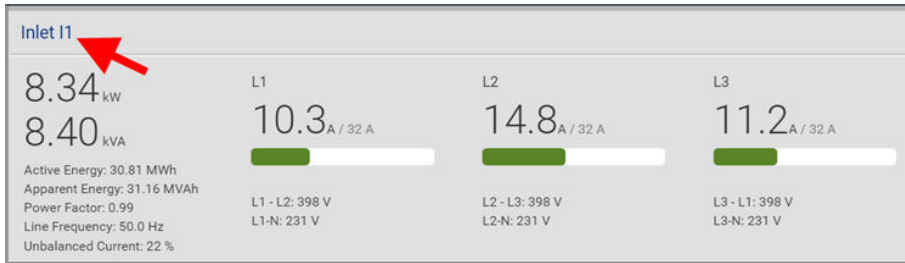 Inlet I1
8.34 kW
8.40 kVA
Active Energy: 30.81 MWh
Apparent Energy: 31.16 MVAh
Power Factor: 0.99
Line Frequency: 50.0 Hz
Unbalanced Current: 22 %
L1
10.3 A / 32 A
L1 - L2: 398 V
L1-N: 231 V
L2
14.8 A / 32 A
L2 - L3: 398 V
L2-N: 231 V
L3
11.2 A / 32 A
L3 - L1: 398 V
L3-N: 231 V